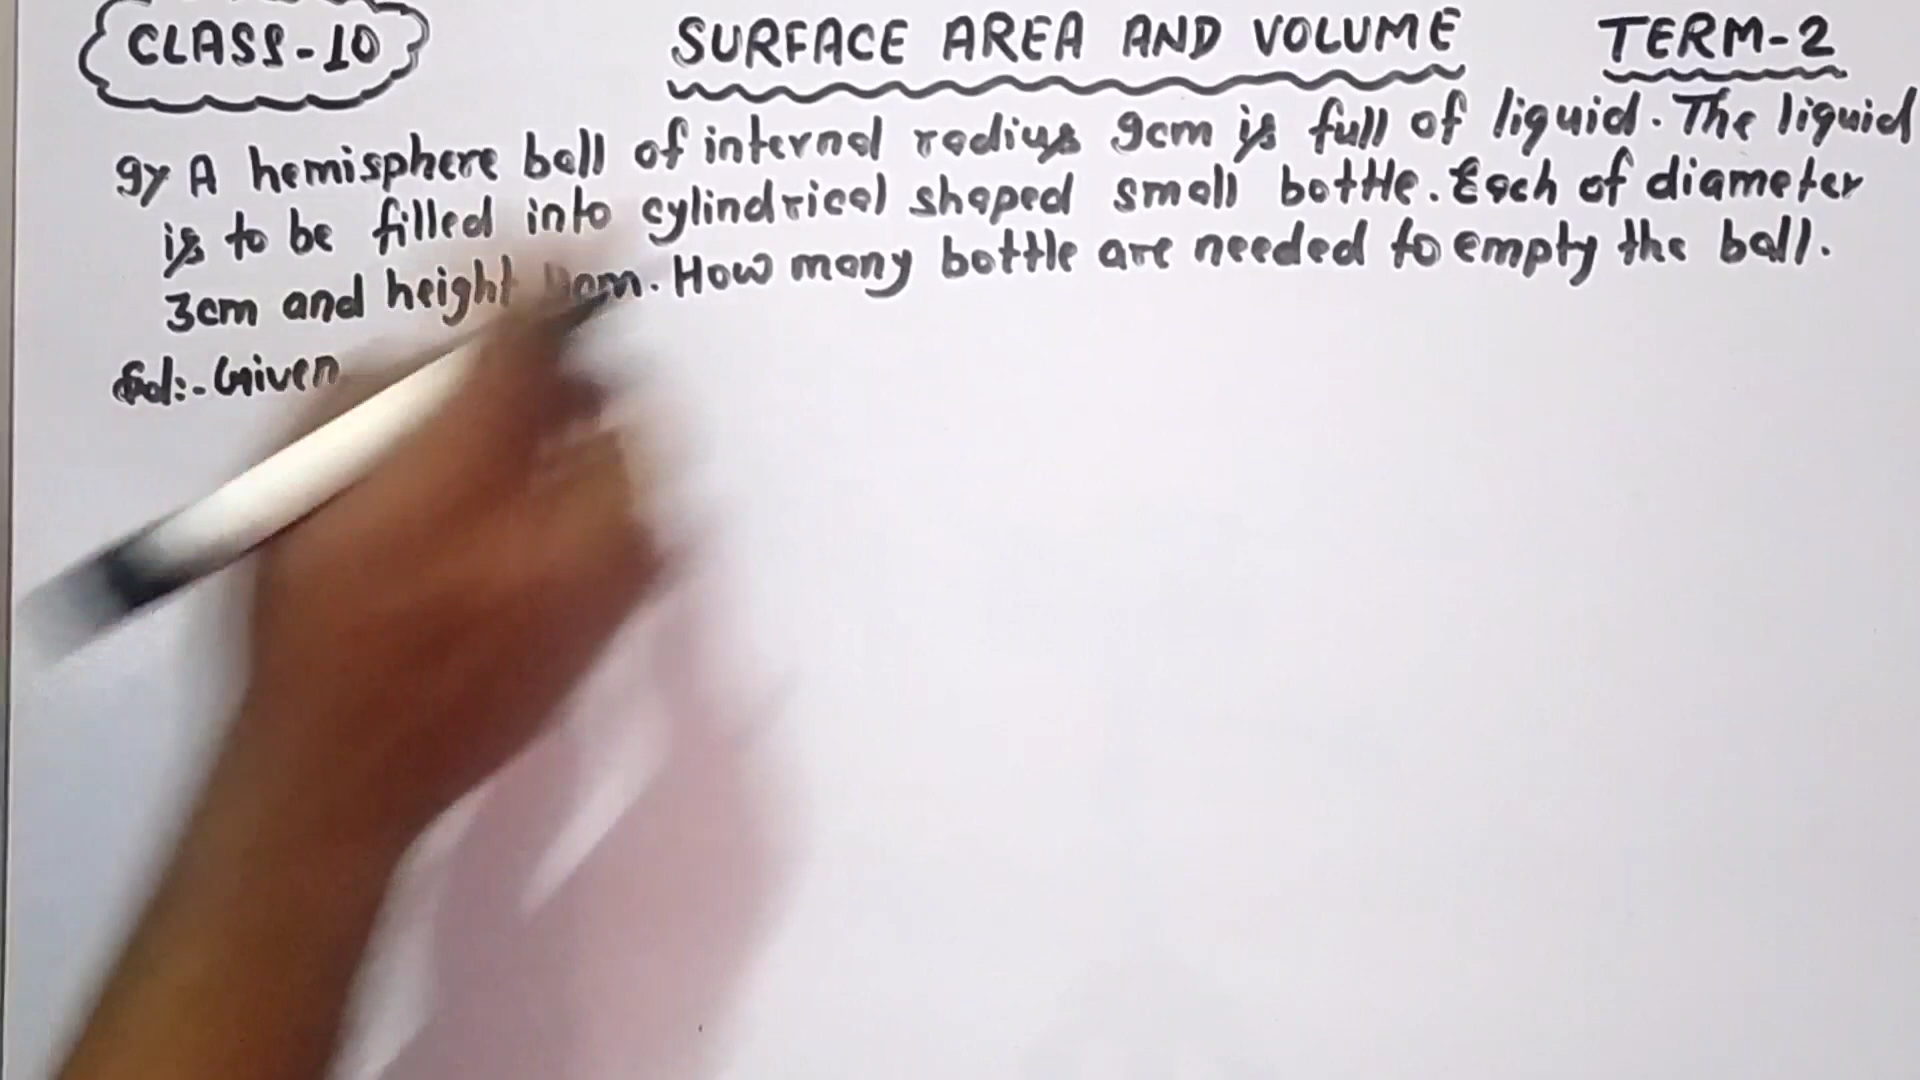 CLASS-10 SURFACE AREA AND VOLUME TERM-2
9> A hemisphere ball of internal radius 9cm is full of liquid. The liquid
is to be filled into cylindrical shaped small bottle. Each of diameter
3cm and height cm. How many bottle are needed to empty the ball.
Sol:- Given